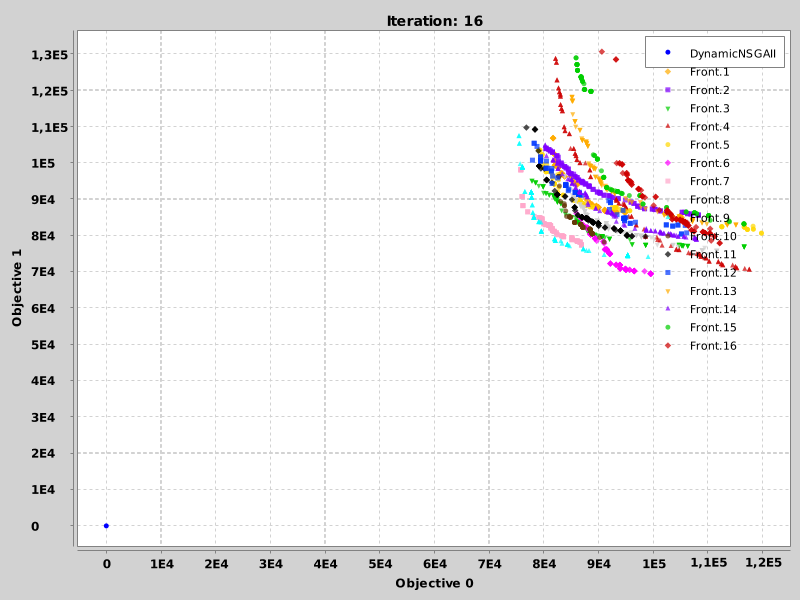 Iteration: 16
1,3E5
1,2E5
1,1E5
1E5
9E4
8E4
7E4
6E4
5E4
4E4
3E4
2E4
1E4
0
Objective 1
DynamicNSGAII
Front.1
Front.2
Front.3
Front.4
Front.5
Front.6
Front.7
Front.8
Front.9
Front.10
Front.11
Front.12
Front.13
Front.14
Front.15
Front.16
0 1E4 2E4 3E4 4E4 5E4 6E4 7E4 8E4 9E4 1E5 1,1E5 1,2E5
Objective 0